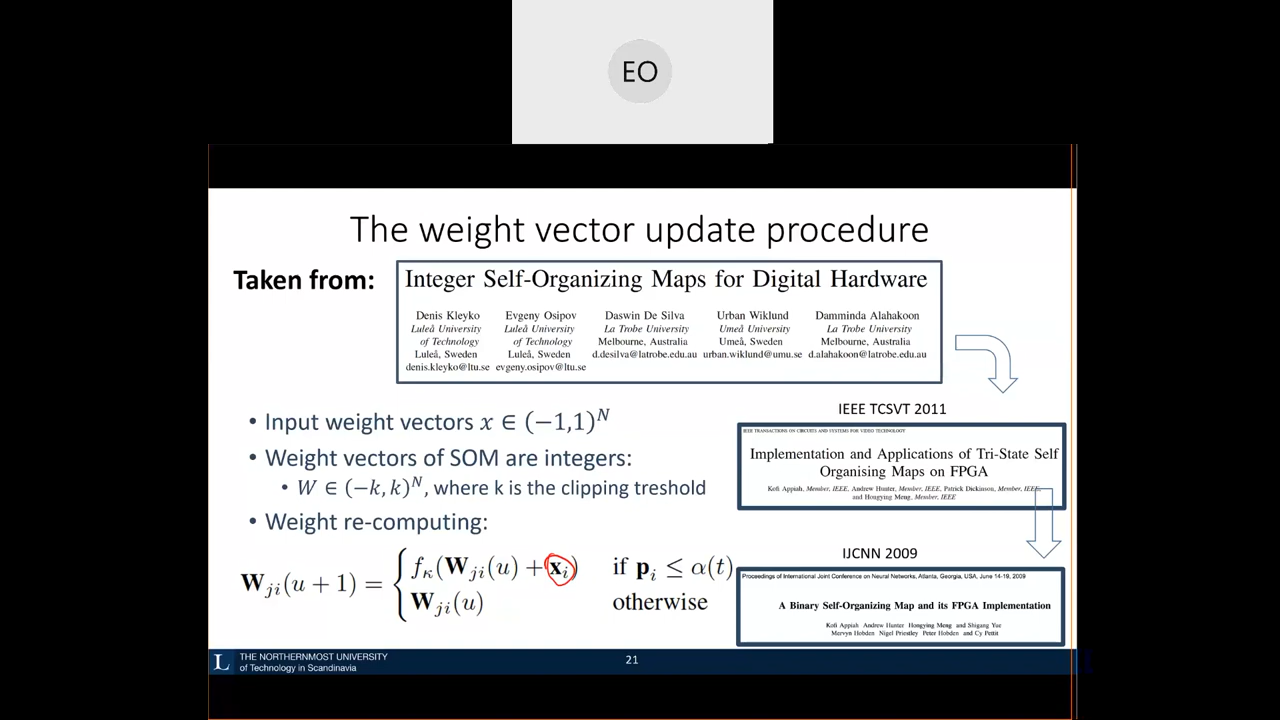 EO
The weight vector update procedure
Taken from:
Integer Self-Organizing Maps for Digital Hardware
Denis Kleyko Evgeny Osipov Daswin De Silva Urban Wiklund Damminda Alahakoon
Luleå University Luleå University La Trobe University Umeå University La Trobe University
of Technology of Technology Melbourne, Australia Umeå, Sweden Melbourne, Australia
Luleå, Sweden Luleå, Sweden d.desilva@latrobe.edu.au urban.wiklund@umu.se d.alahakoon@latrobe.edu.au
denis.kleyko@ltu.se evgeny.osipov@ltu.se
• Input weight vectors x ∈ (−1,1)^N
• Weight vectors of SOM are integers:
• W ∈ (−k, k)^N, where k is the clipping treshold
• Weight re-computing:
W_ji(u + 1) = { f_κ(W_ji(u) + x_i) if p_i ≤ α(t)
W_ji(u) otherwise
IEEE TCSVT 2011
IEEE TRANSACTIONS ON CIRCUITS AND SYSTEMS FOR VIDEO TECHNOLOGY
Implementation and Applications of Tri-State Self
Organising Maps on FPGA
Kofi Appiah, Member, IEEE, Andrew Hunter, Member, IEEE, Patrick Dickinson, Member, IEEE,
and Hongying Meng, Member, IEEE
IJCNN 2009
Proceedings of International Joint Conference on Neural Networks, Atlanta, Georgia, USA, June 14-19, 2009
A Binary Self-Organizing Map and its FPGA Implementation
Kofi Appiah Andrew Hunter Hongying Meng and Shigang Yue
Mervyn Hobden Nigel Priestley Peter Hobden and Cy Pettit
L THE NORTHERNMOST UNIVERSITY
of Technology in Scandinavia
21